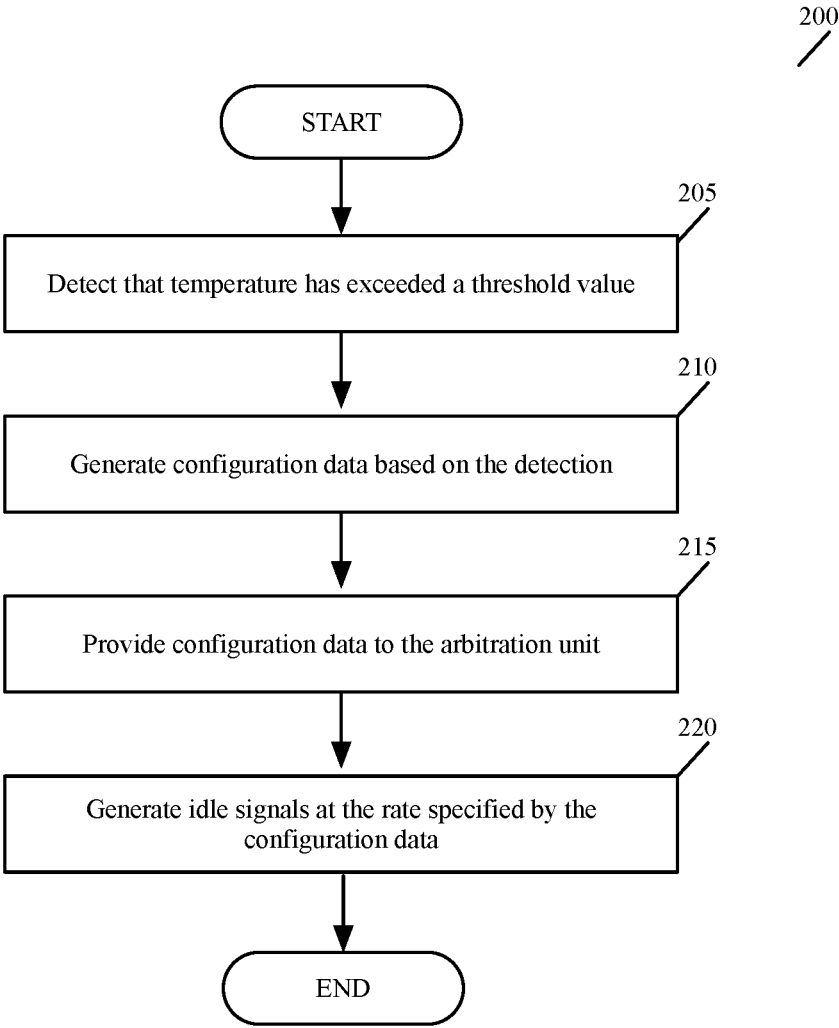 200
START
205
Detect that temperature has exceeded a threshold value
210
Generate configuration data based on the detection
215
Provide configuration data to the arbitration unit
220
Generate idle signals at the rate specified by the
configuration data
END